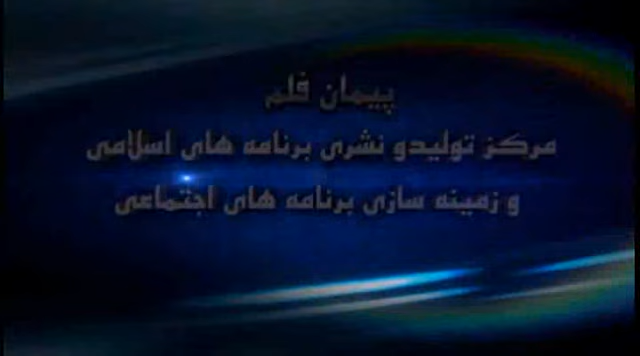 پیمان فلم
مرکز تولیدو نشری برنامه های اسلامی
و زمینه سازی برنامه های اجتماعی